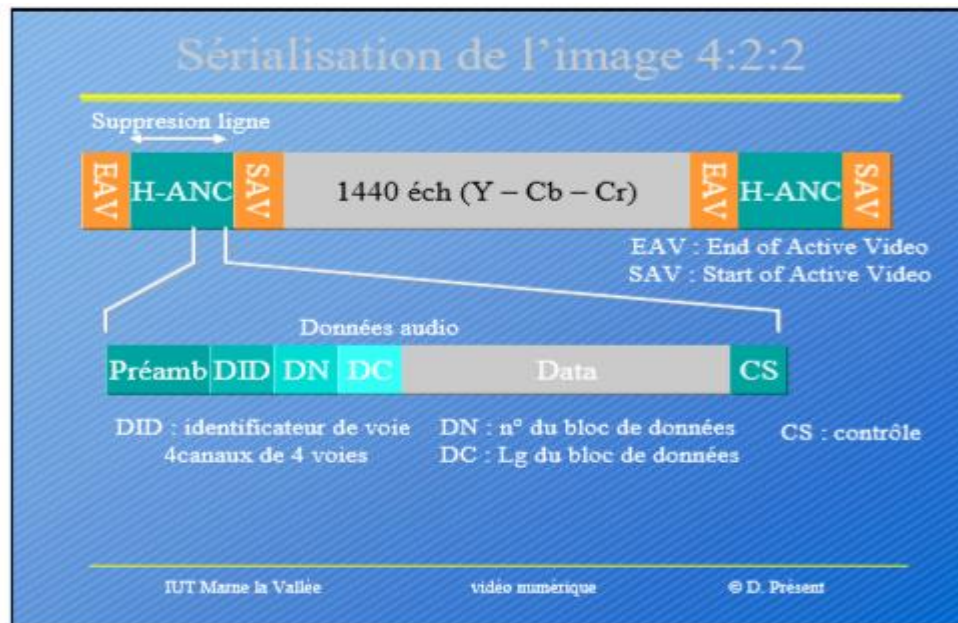 Sérialisation de l'image 4:2:2
Suppresion ligne
EAV H-ANC SAV 1440 éch (Y – Cb – Cr) EAV H-ANC SAV
EAV : End of Active Video
SAV : Start of Active Video
Données audio
Préamb DID DN DC Data CS
DID : identificateur de voie DN : n° du bloc de données CS : contrôle
4canaux de 4 voies DC : Lg du bloc de données
IUT Marne la Vallée vidéo numérique © D. Présent